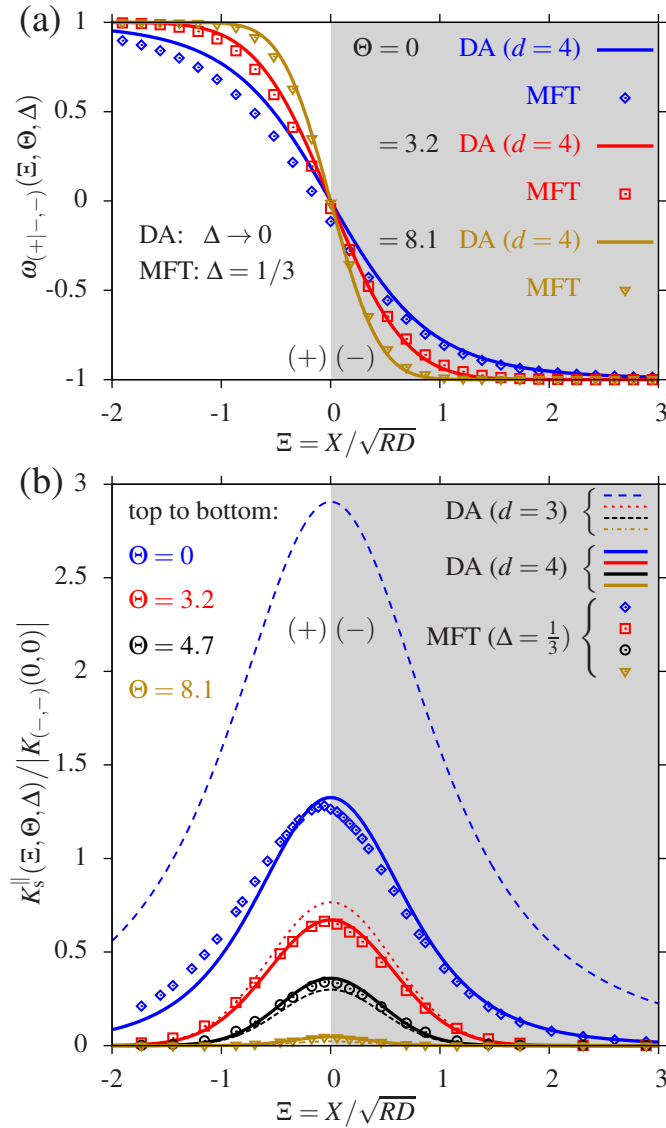 (a)
1
0.5
0
-0.5
-1
ω(+|−,−)(Ξ,Θ,Δ)
Θ = 0 DA (d = 4)
MFT
= 3.2 DA (d = 4)
MFT
= 8.1 DA (d = 4)
MFT
DA: Δ → 0
MFT: Δ = 1/3
(+) (−)
-2 -1 0 1 2 3
Ξ = X/√RD
(b)
3
2.5
2
1.5
1
0.5
0
K_s^||(Ξ,Θ,Δ)/|K(−,−)(0,0)|
top to bottom:
Θ = 0
Θ = 3.2
Θ = 4.7
Θ = 8.1
DA (d = 3) {
DA (d = 4) {
MFT (Δ = 1/3) {
(+) (−)
-2 -1 0 1 2 3
Ξ = X/√RD